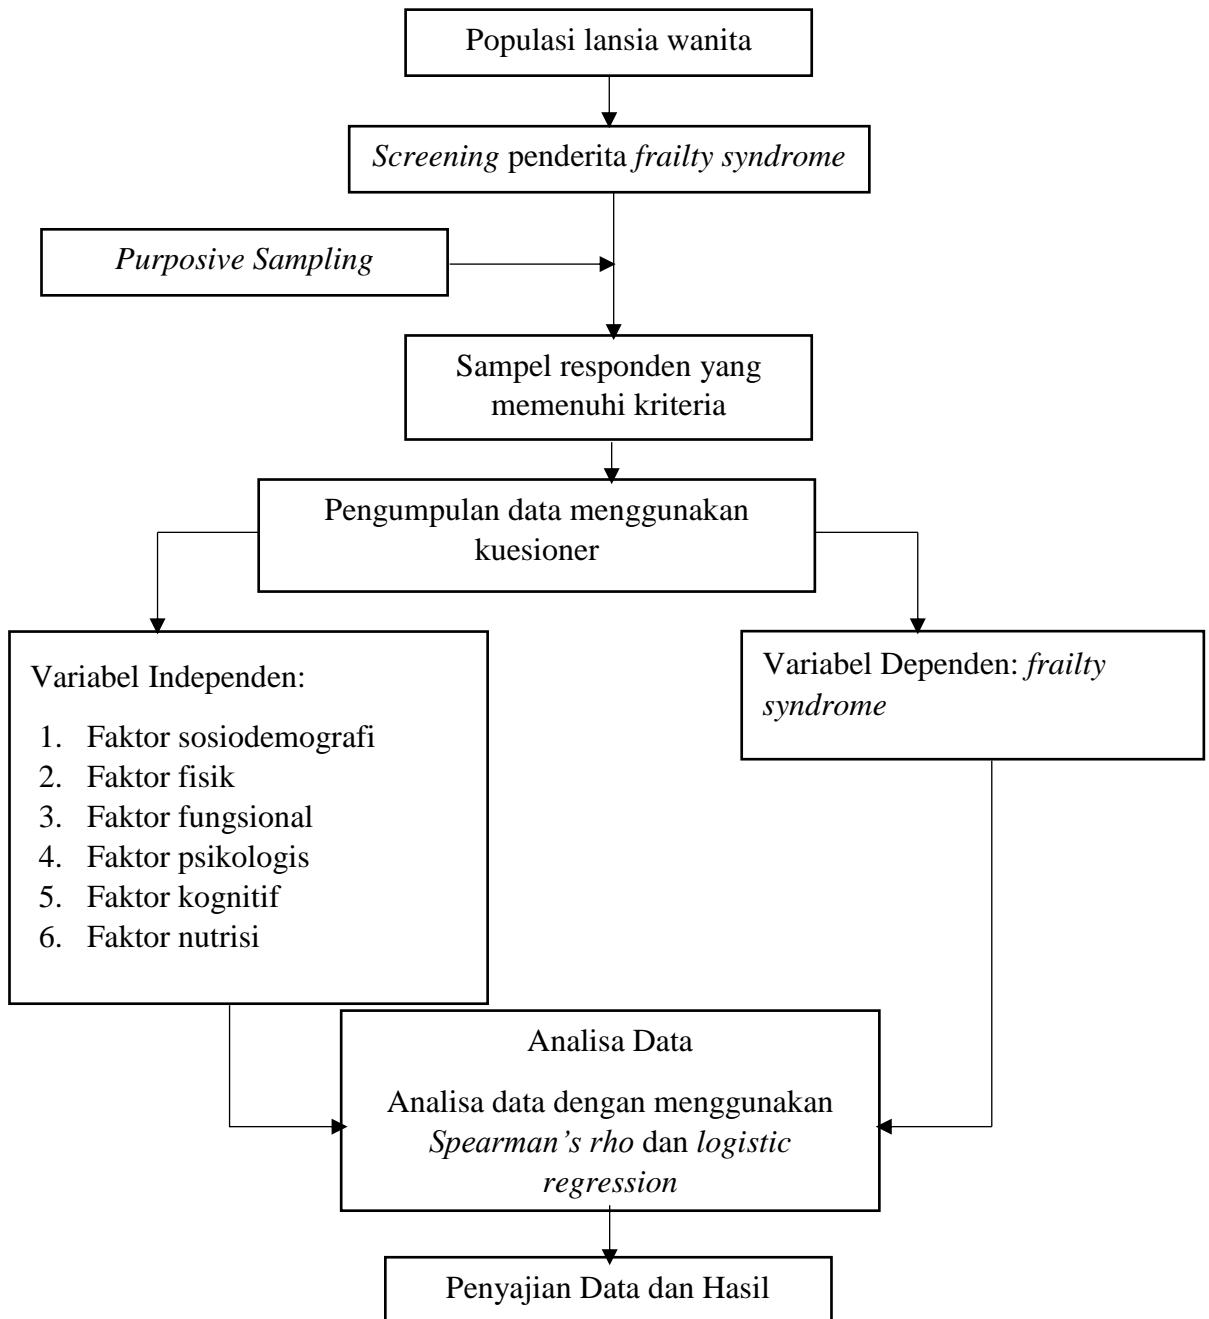 Populasi lansia wanita
Screening penderita frailty syndrome
Purposive Sampling
Sampel responden yang
memenuhi kriteria
Pengumpulan data menggunakan
kuesioner
Variabel Independen:
1. Faktor sosiodemografi
2. Faktor fisik
3. Faktor fungsional
4. Faktor psikologis
5. Faktor kognitif
6. Faktor nutrisi
Variabel Dependen: frailty
syndrome
Analisa Data
Analisa data dengan menggunakan
Spearman’s rho dan logistic
regression
Penyajian Data dan Hasil